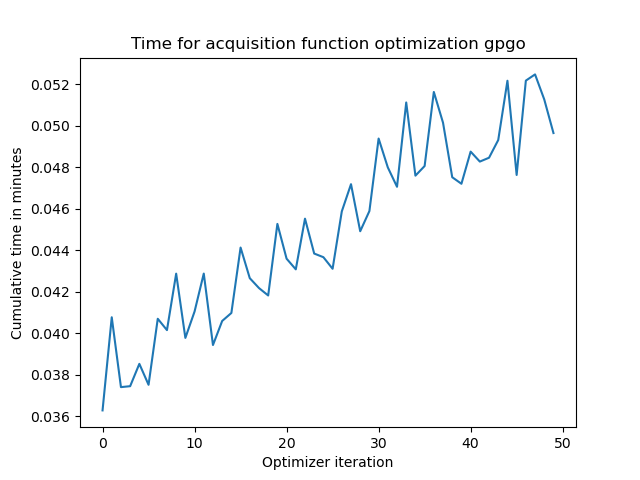 Time for acquisition function optimization gpgo
0.052
0.050
0.048
0.046
0.044
0.042
0.040
0.038
0.036
Cumulative time in minutes
0 10 20 30 40 50
Optimizer iteration